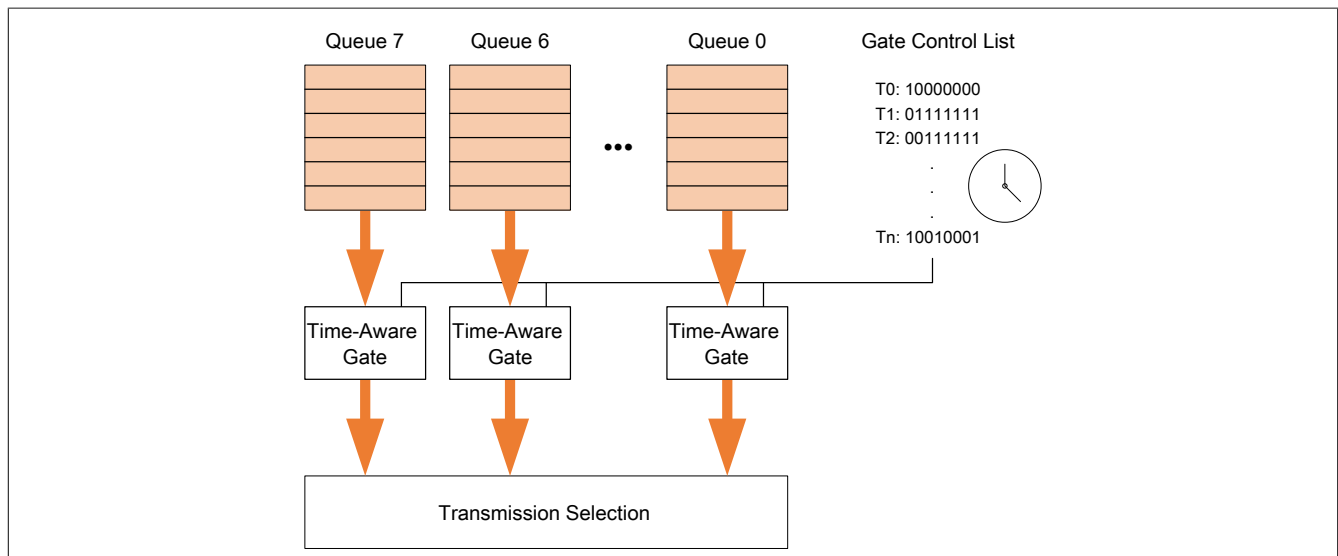 Queue 7
Queue 6
Queue 0
Gate Control List
T0: 10000000
T1: 01111111
T2: 00111111
.
.
.
Tn: 10010001
Time-Aware
Gate
Time-Aware
Gate
Time-Aware
Gate
Transmission Selection